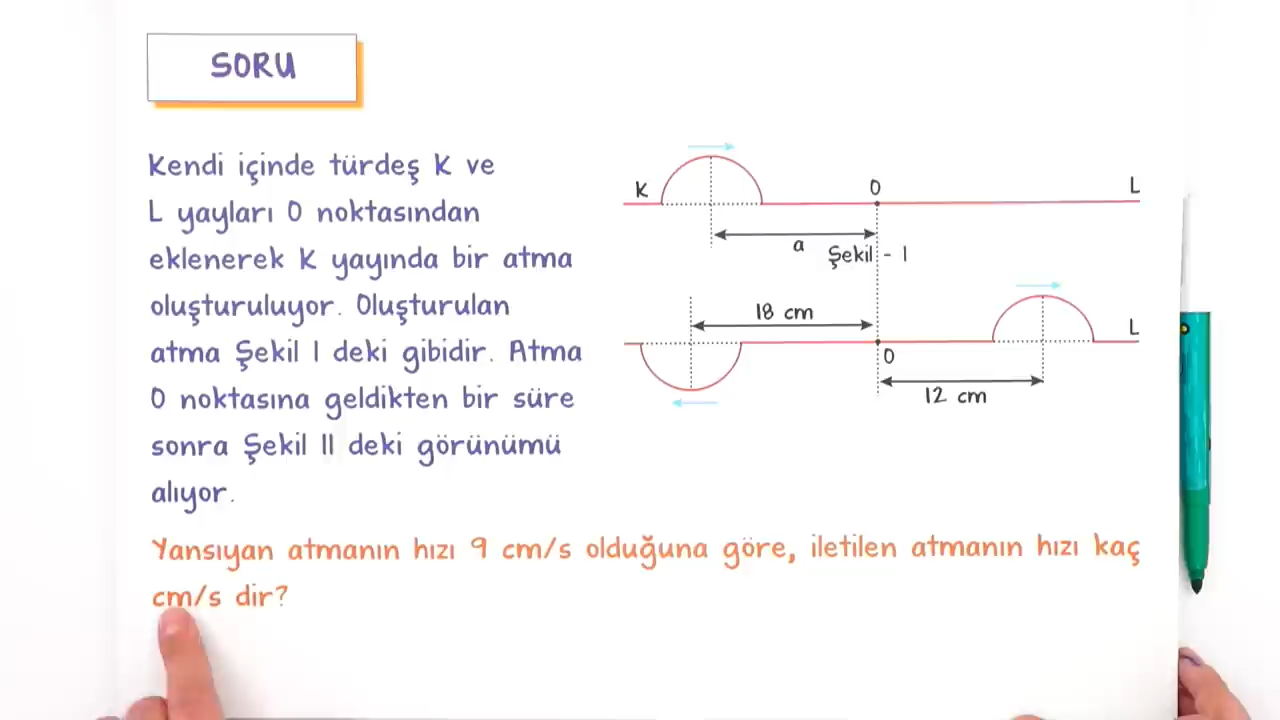 SORU
Kendi içinde türdeş K ve
L yayları O noktasından
eklenerek K yayında bir atma
oluşturuluyor. Oluşturulan
atma Şekil I deki gibidir. Atma
O noktasına geldikten bir süre
sonra Şekil II deki görünümü
alıyor.
K
O
L
a
Şekil - I
18 cm
L
O
12 cm
Yansıyan atmanın hızı 9 cm/s olduğuna göre, iletilen atmanın hızı kaç
cm/s dir?